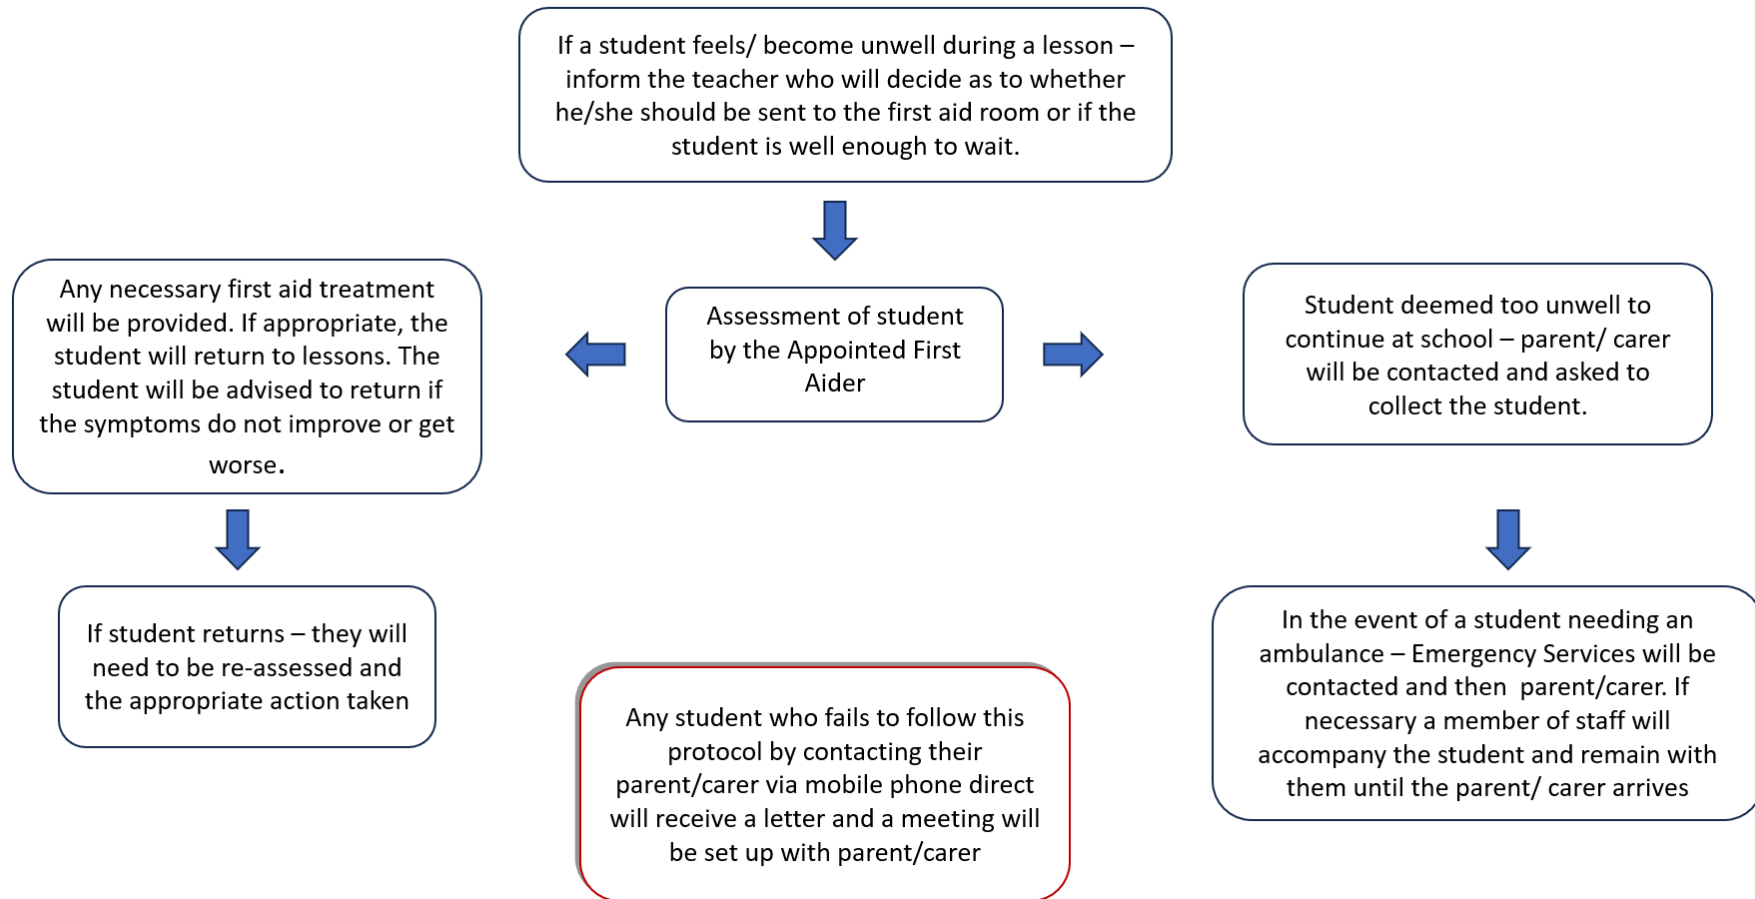 If a student feels/ become unwell during a lesson –
inform the teacher who will decide as to whether
he/she should be sent to the first aid room or if the
student is well enough to wait.
Any necessary first aid treatment
will be provided. If appropriate, the
student will return to lessons. The
student will be advised to return if
the symptoms do not improve or get
worse.
Assessment of student
by the Appointed First
Aider
Student deemed too unwell to
continue at school – parent/ carer
will be contacted and asked to
collect the student.
If student returns – they will
need to be re-assessed and
the appropriate action taken
Any student who fails to follow this
protocol by contacting their
parent/carer via mobile phone direct
will receive a letter and a meeting will
be set up with parent/carer
In the event of a student needing an
ambulance – Emergency Services will be
contacted and then  parent/carer. If
necessary a member of staff will
accompany the student and remain with
them until the parent/ carer arrives